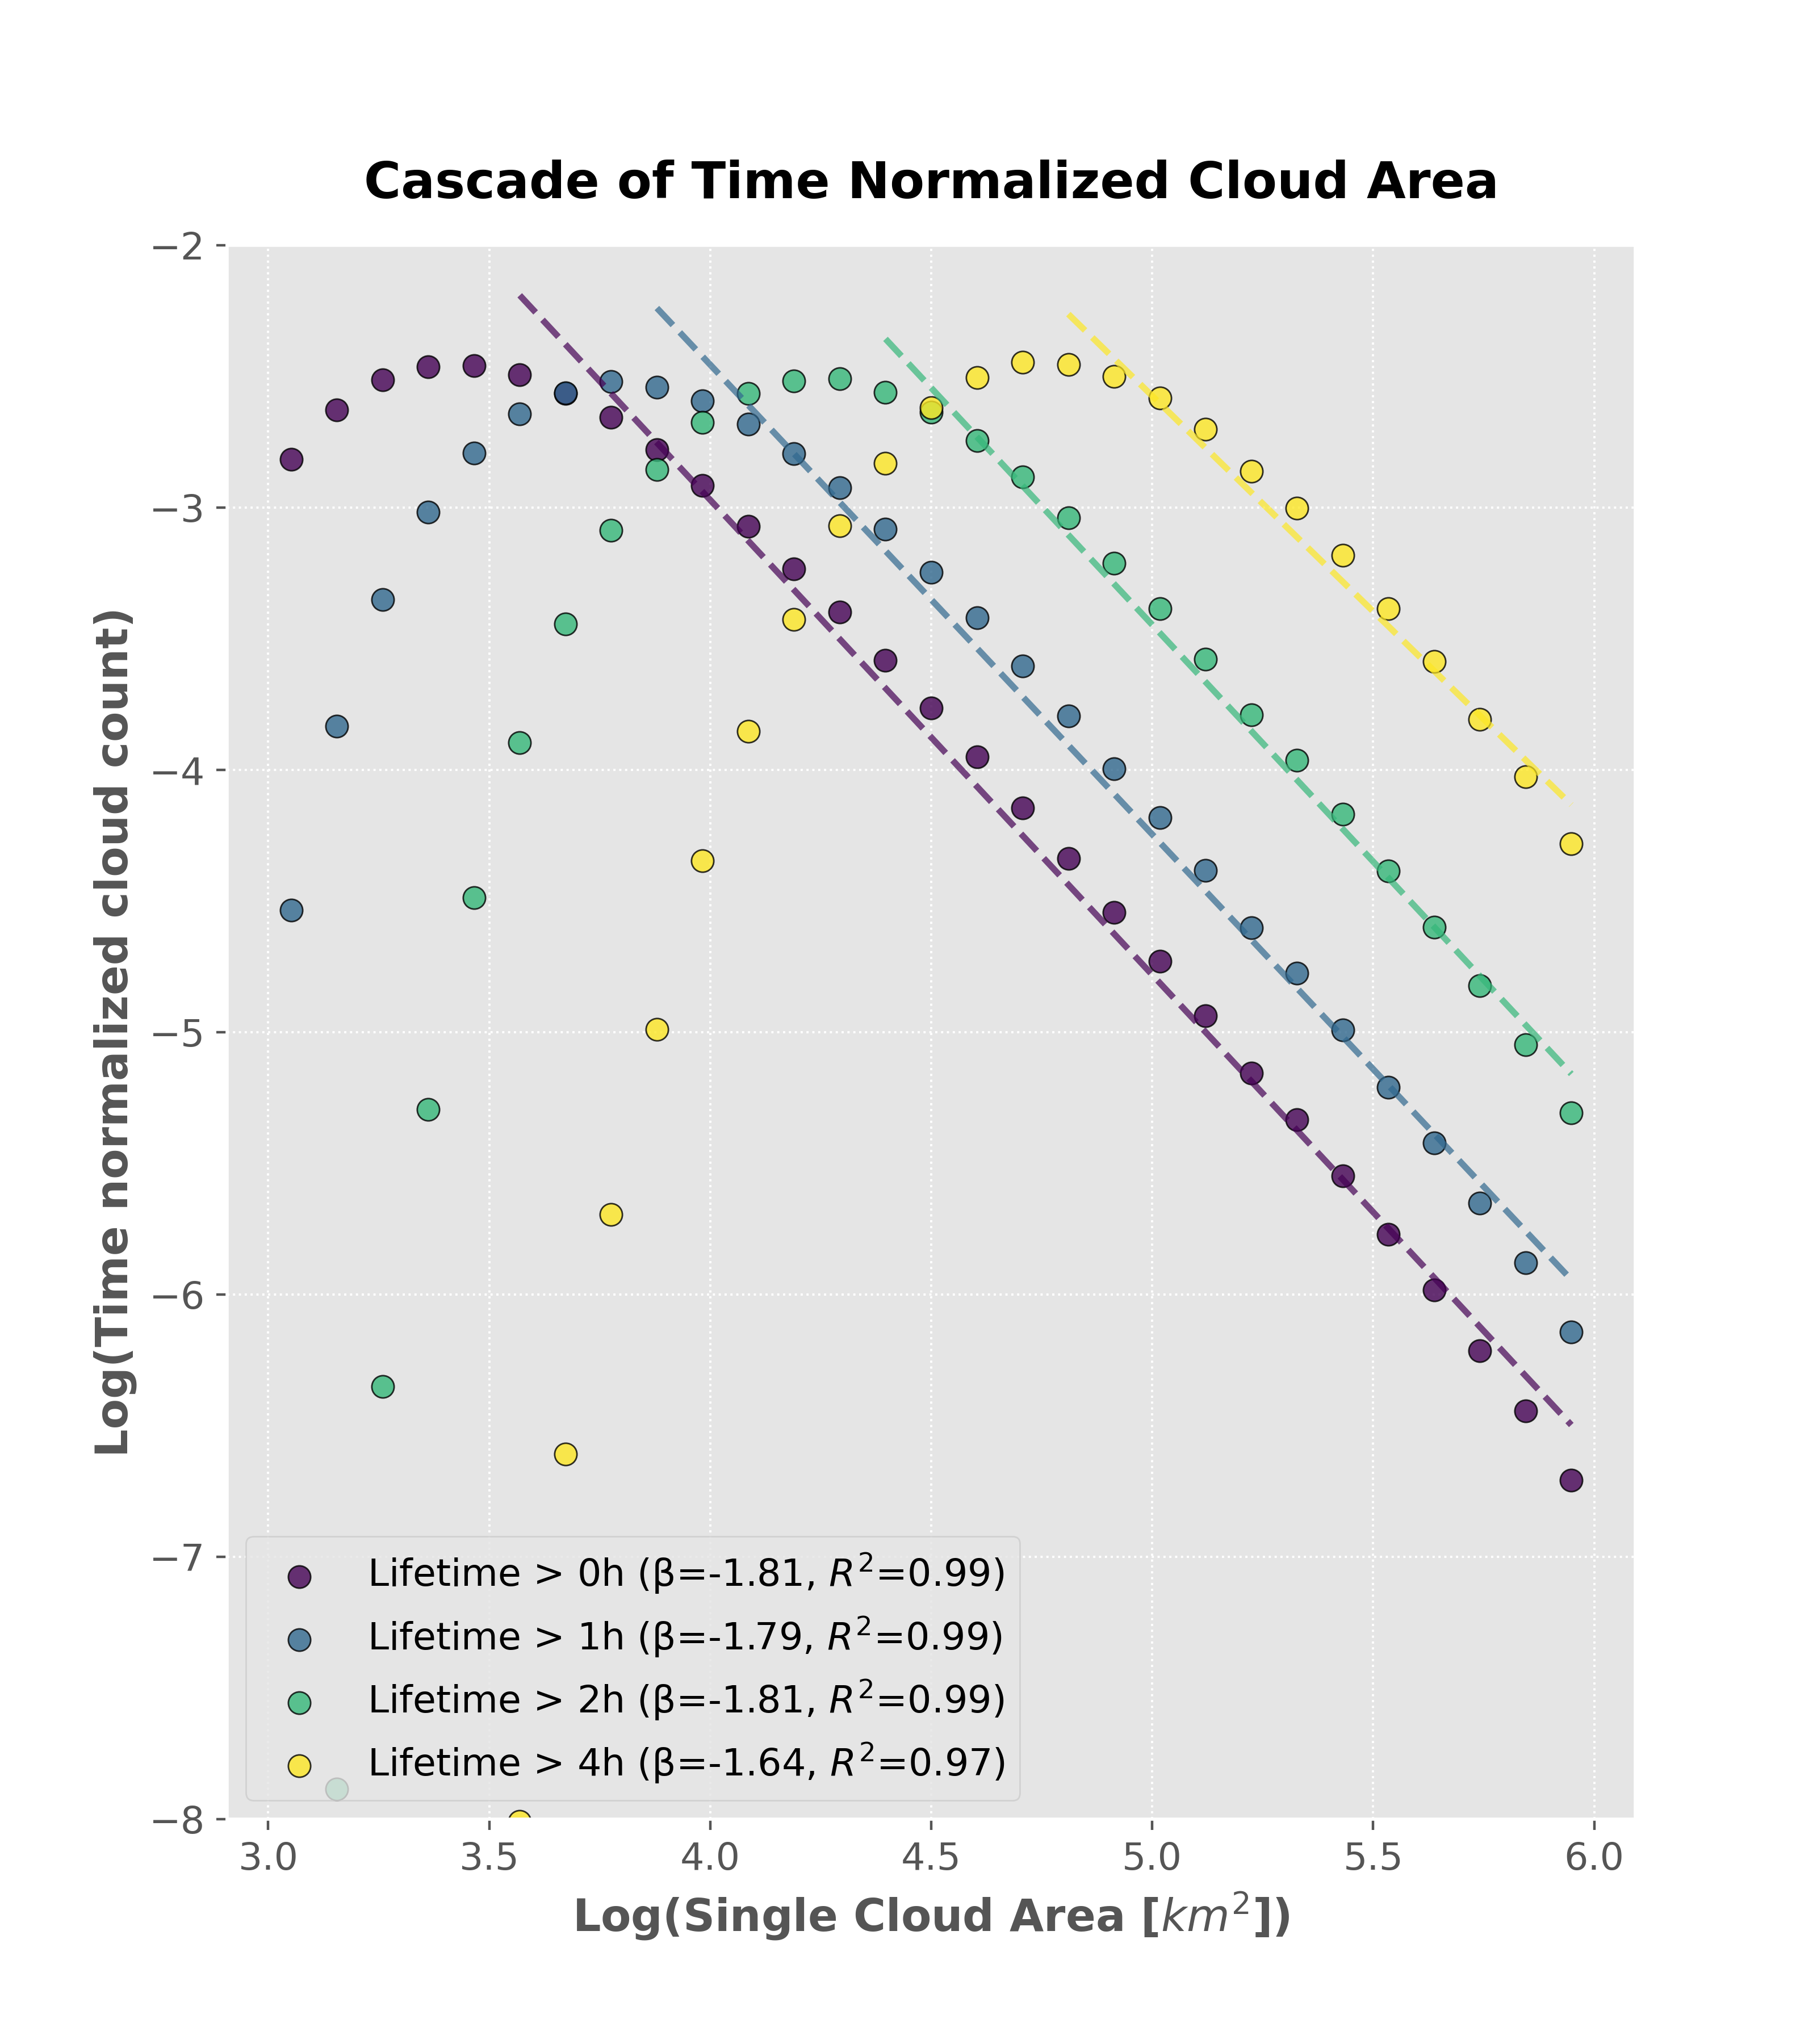 Cascade of Time Normalized Cloud Area
Log(Time normalized cloud count)
−2
−3
−4
−5
−6
−7
−8
Lifetime > 0h (β=-1.81, R²=0.99)
Lifetime > 1h (β=-1.79, R²=0.99)
Lifetime > 2h (β=-1.81, R²=0.99)
Lifetime > 4h (β=-1.64, R²=0.97)
3.0 3.5 4.0 4.5 5.0 5.5 6.0
Log(Single Cloud Area [km²])